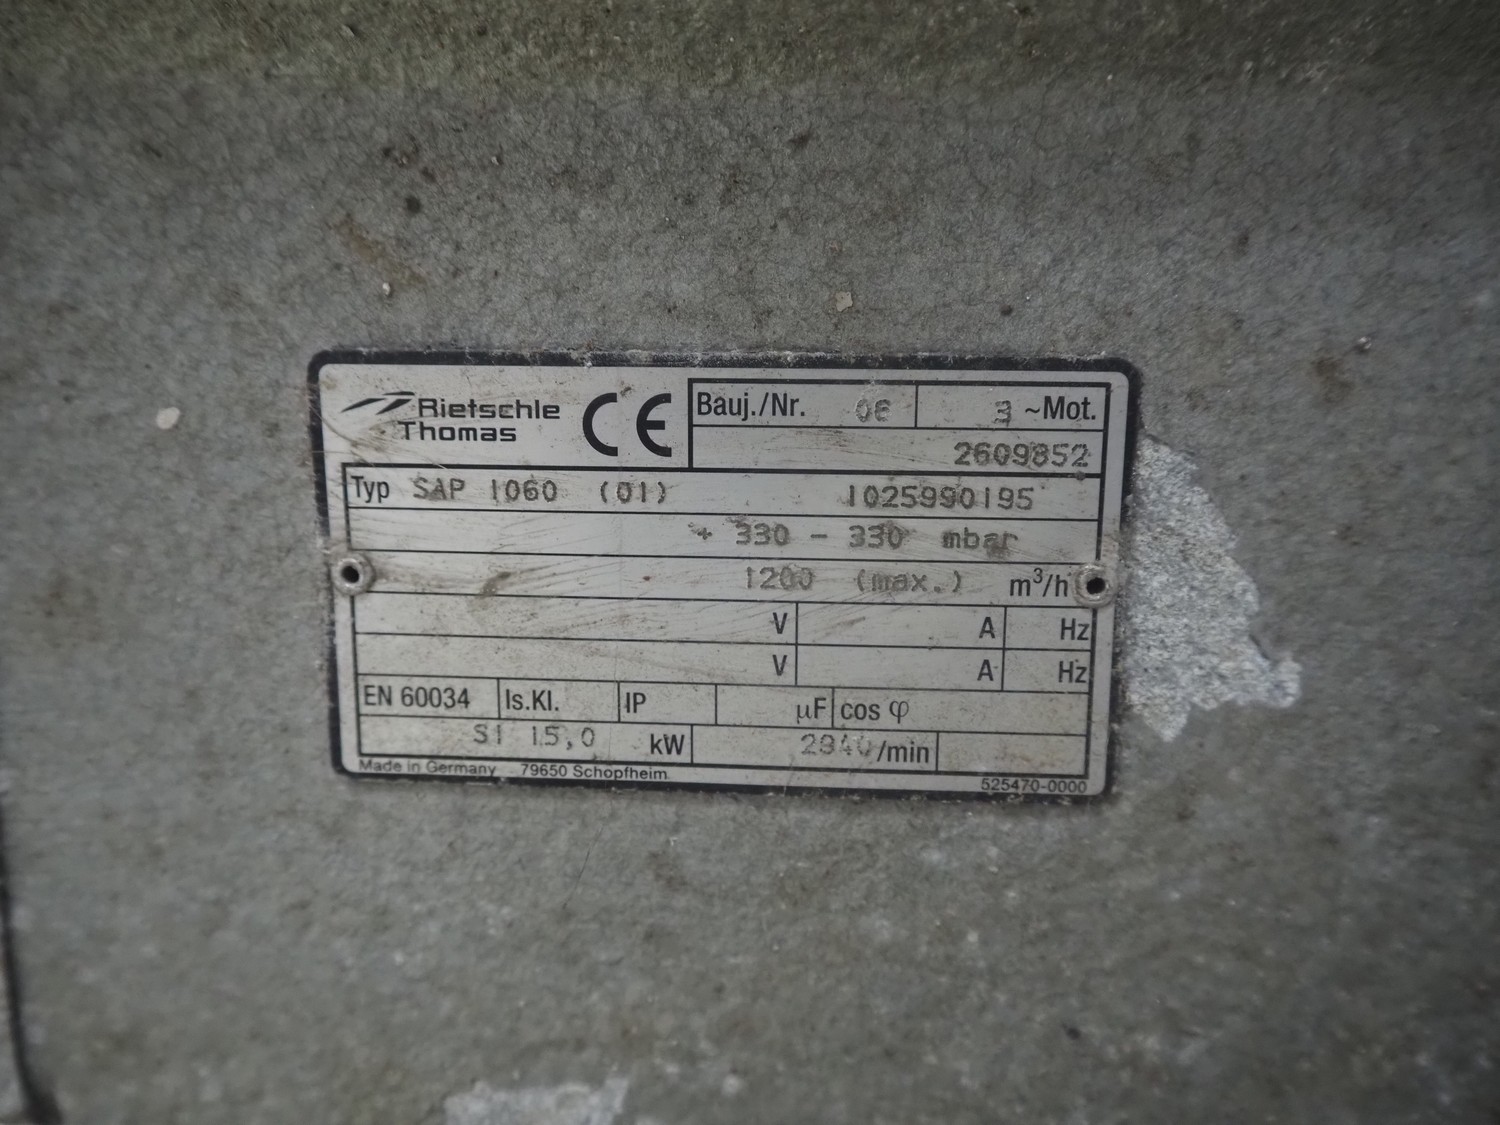 Rietschle
Thomas
CE
Bauj./Nr. 06 3 ~Mot.
2609852
Typ SAP 1060 (01) 1025990195
+ 330 - 330 mbar
1200 (max.) m³/h
V A Hz
V A Hz
EN 60034 Is.Kl. IP µF cos φ
S1 15,0 kW 2940 /min
Made in Germany 79650 Schopfheim
525470-0000